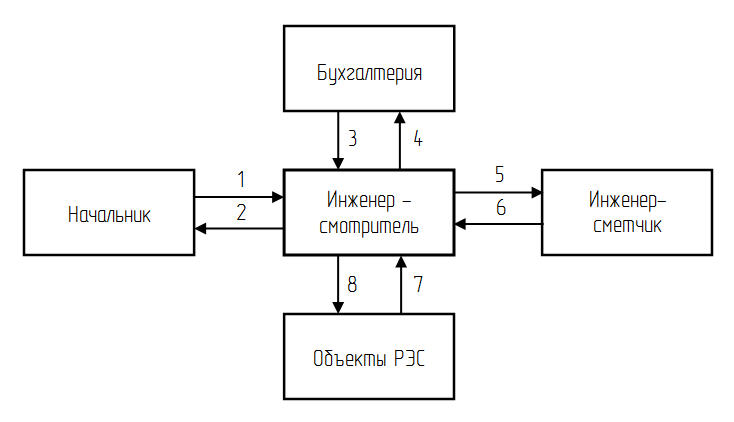 Бухгалтерия
3
4
Начальник
1
2
Инженер –
смотритель
5
6
Инженер–
сметчик
8
7
Объекты РЭС